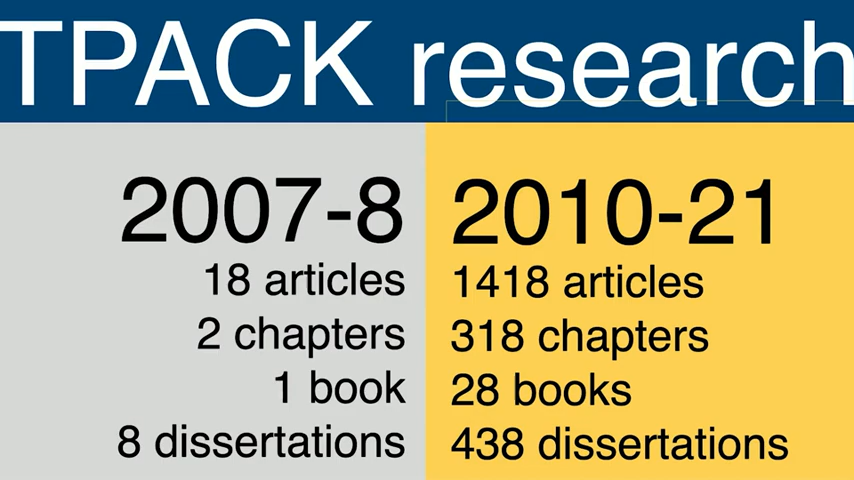 TPACK research
2007-8
18 articles
2 chapters
1 book
8 dissertations
2010-21
1418 articles
318 chapters
28 books
438 dissertations